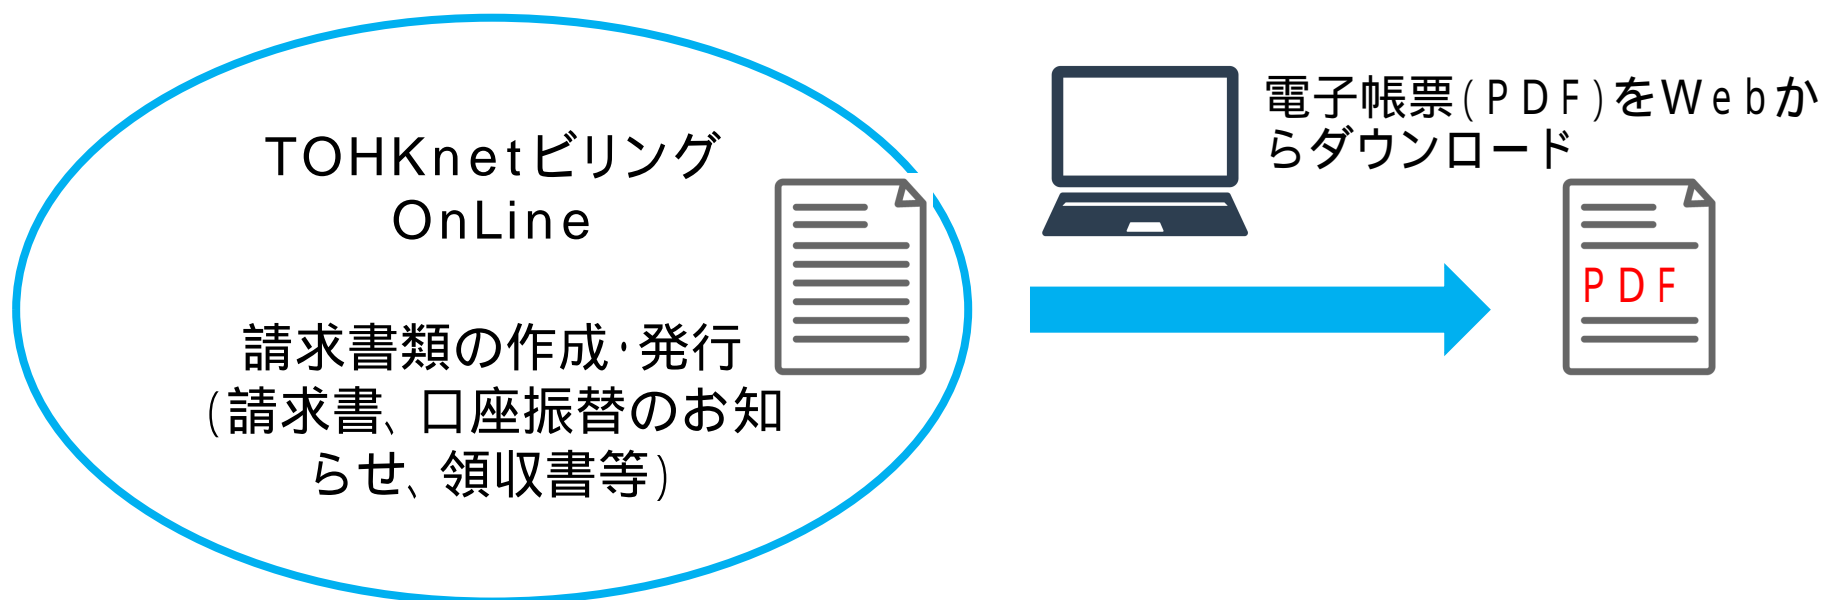 TOHKnetビリング
OnLine
請求書類の作成・発行
(請求書、口座振替のお知
らせ、領収書等)
電子帳票(PDF)をWebか
らダウンロード
PDF